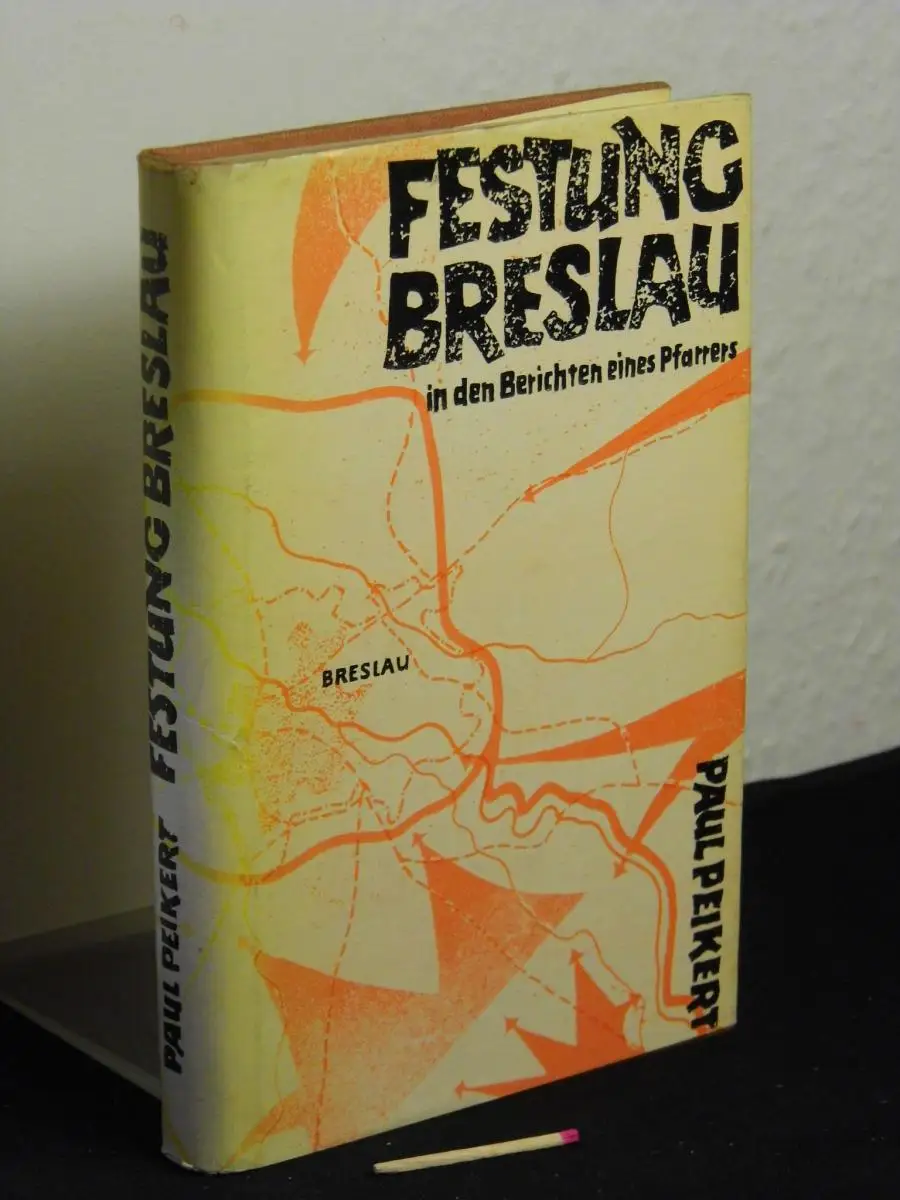 FESTUNG
BRESLAU
in den Berichten eines Pfarrers
BRESLAU
PAUL PEIKERT
PAUL PEIKERT FESTUNG BRESLAU